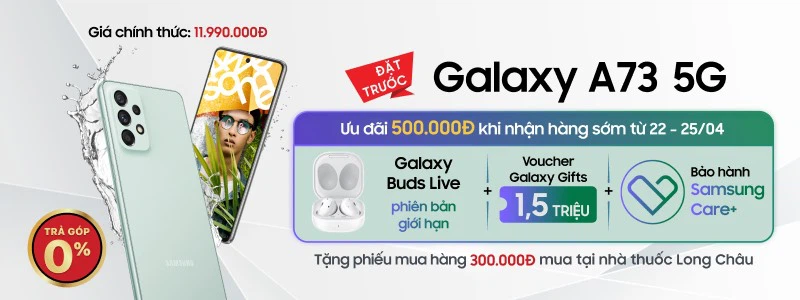 Giá chính thức: 11.990.000Đ
ĐẶT
TRƯỚC
Galaxy A73 5G
Ưu đãi 500.000Đ khi nhận hàng sớm từ 22 - 25/04
Galaxy
Buds Live
phiên bản
giới hạn
+
Voucher
Galaxy Gifts
1,5 TRIỆU
+
Bảo hành
Samsung
Care+
TRẢ GÓP
0%
SAMSUNG
Tặng phiếu mua hàng 300.000Đ mua tại nhà thuốc Long Châu